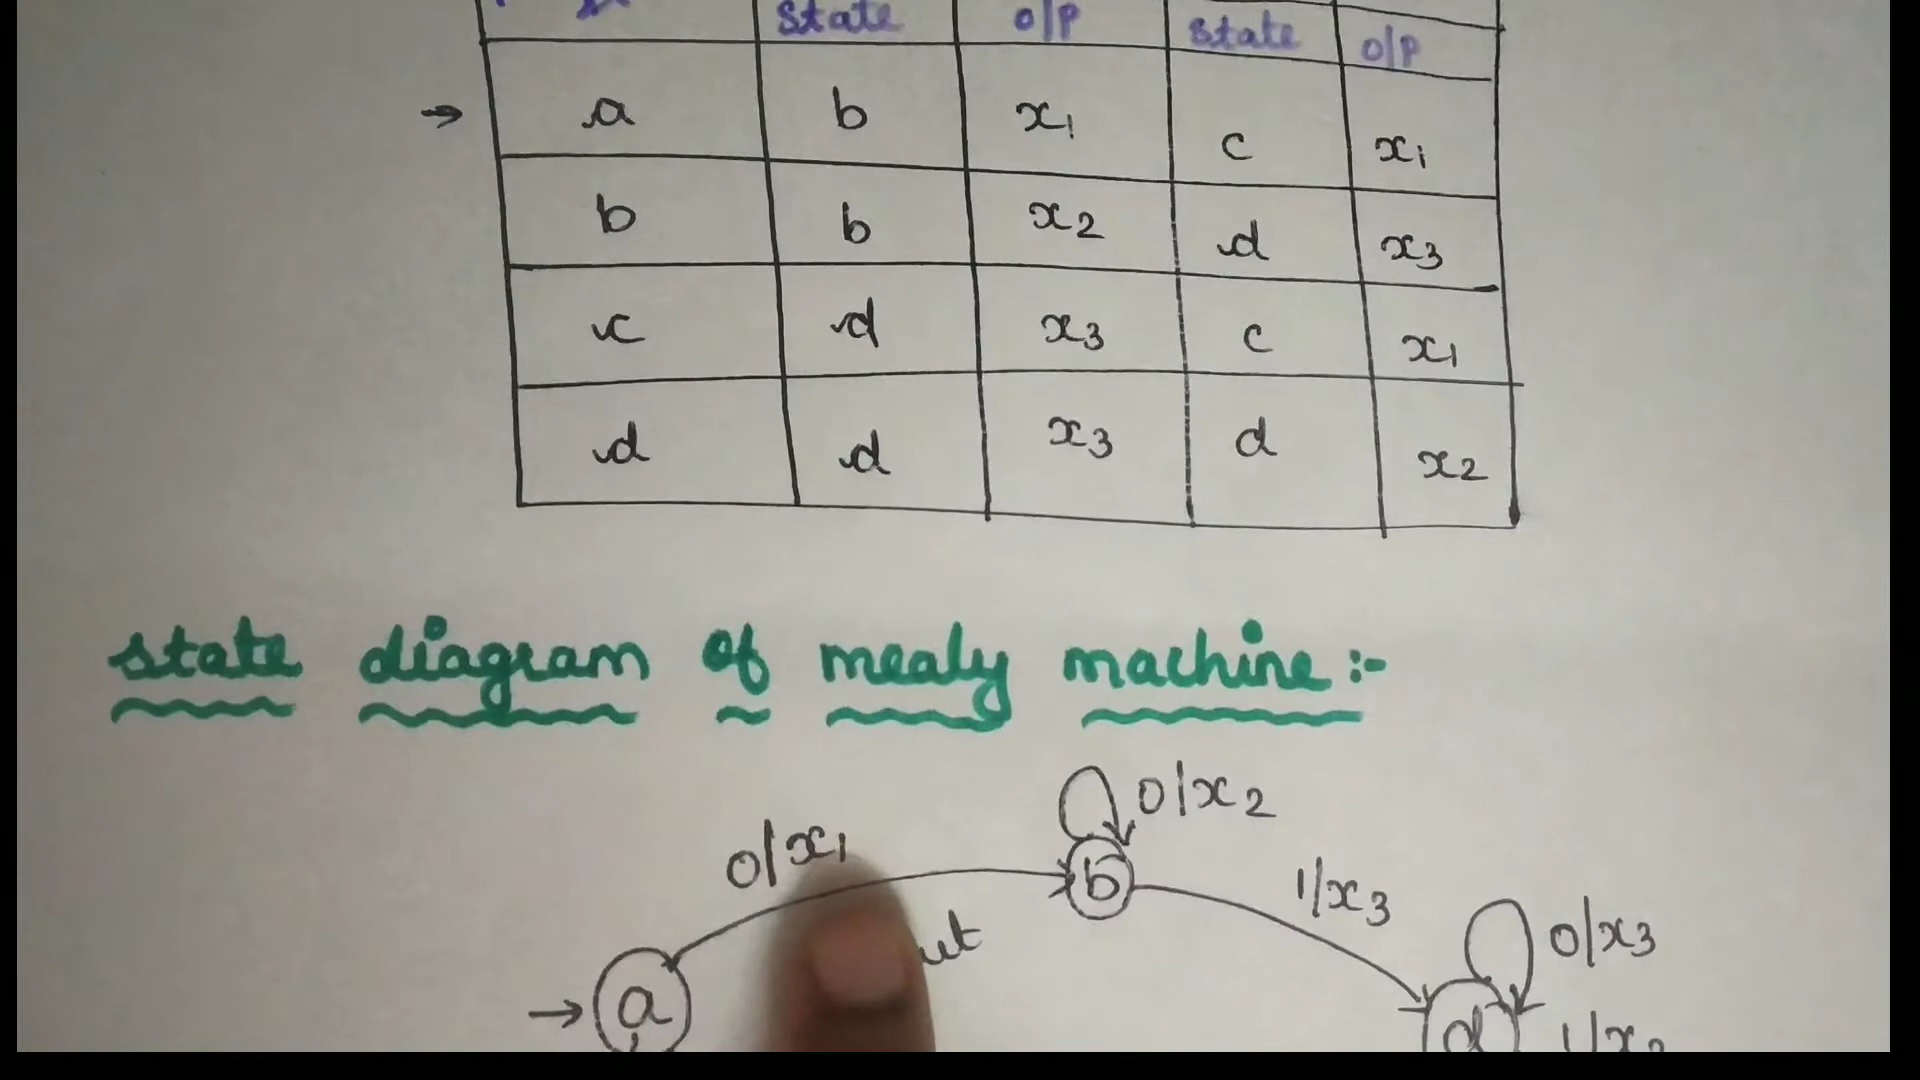 state o/p state o/p
→ a b x1 c x1
b b x2 d x3
c d x3 c x1
d d x3 d x2
state diagram of mealy machine:-
0/x2
0/x1
b
1/x3
0/x3
→ a
d